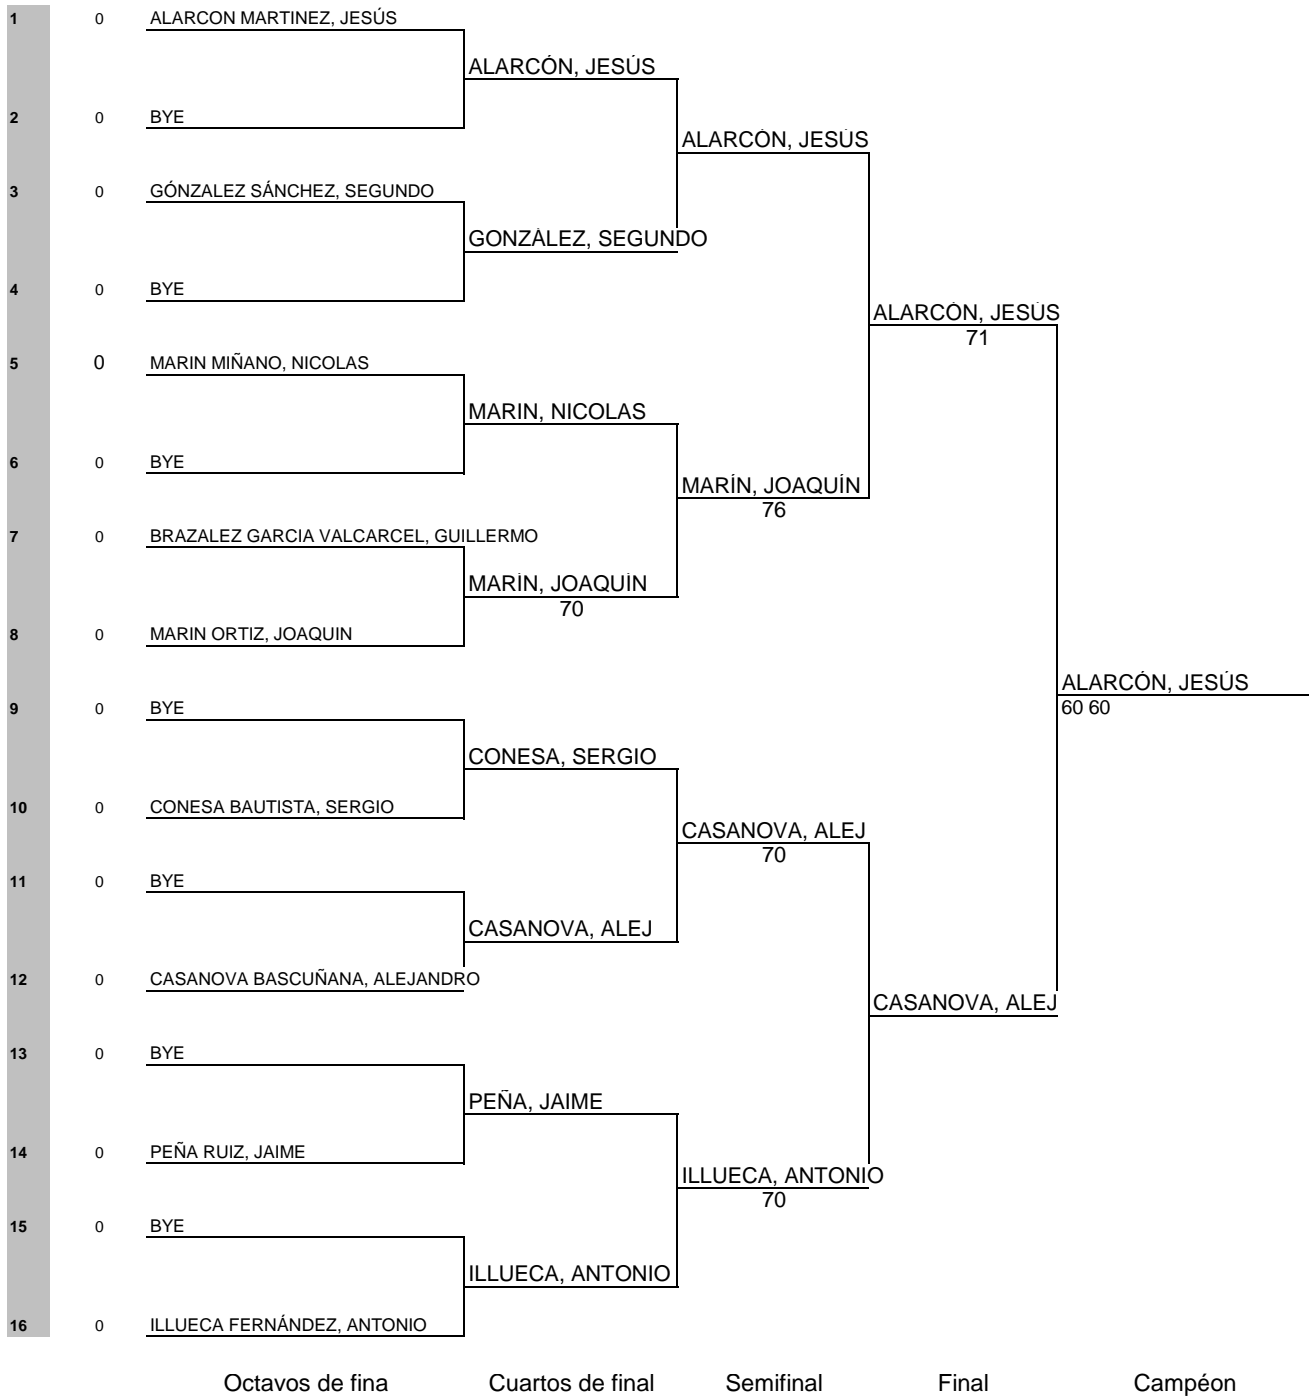 1 0 ALARCON MARTINEZ, JESÚS
ALARCÓN, JESÚS
2 0 BYE
ALARCÓN, JESÚS
3 0 GÓNZALEZ SÁNCHEZ, SEGUNDO
GONZÁLEZ, SEGUNDO
4 0 BYE
ALARCÓN, JESÚS
71
5 0 MARIN MIÑANO, NICOLAS
MARIN, NICOLAS
6 0 BYE
MARÍN, JOAQUÍN
76
7 0 BRAZALEZ GARCIA VALCARCEL, GUILLERMO
MARÍN, JOAQUÍN
70
8 0 MARIN ORTIZ, JOAQUIN
ALARCÓN, JESÚS
60 60
9 0 BYE
CONESA, SERGIO
10 0 CONESA BAUTISTA, SERGIO
CASANOVA, ALEJ
70
11 0 BYE
CASANOVA, ALEJ
12 0 CASANOVA BASCUÑANA, ALEJANDRO
CASANOVA, ALEJ
13 0 BYE
PEÑA, JAIME
14 0 PEÑA RUIZ, JAIME
ILLUECA, ANTONIO
70
15 0 BYE
ILLUECA, ANTONIO
16 0 ILLUECA FERNÁNDEZ, ANTONIO
Octavos de fina Cuartos de final Semifinal Final Campéon